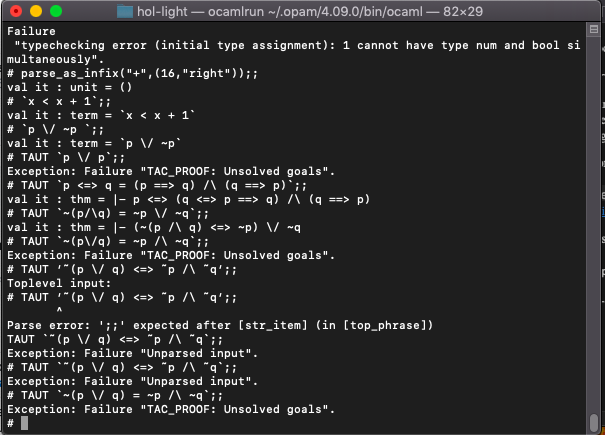 hol-light — ocamlrun ~/.opam/4.09.0/bin/ocaml — 82×29
Failure
 "typechecking error (initial type assignment): 1 cannot have type num and bool si
multaneously".
# parse_as_infix("+",(16,"right"));;
val it : unit = ()
# `x < x + 1`;;
val it : term = `x < x + 1`
# `p \/ ~p `;;
val it : term = `p \/ ~p`
# TAUT `p \/ p`;;
Exception: Failure "TAC_PROOF: Unsolved goals".
# TAUT `p <=> q = (p ==> q) /\ (q ==> p)`;;
val it : thm = |- p <=> (q <=> p ==> q) /\ (q ==> p)
# TAUT `~(p/\q) = ~p \/ ~q`;;
val it : thm = |- (~(p /\ q) <=> ~p) \/ ~q
# TAUT `~(p\/q) = ~p /\ ~q`;;
Exception: Failure "TAC_PROOF: Unsolved goals".
# TAUT ’˜(p \/ q) <=> ˜p /\ ˜q’;;
Toplevel input:
# TAUT ’˜(p \/ q) <=> ˜p /\ ˜q’;;
       ^
Parse error: ';;' expected after [str_item] (in [top_phrase])
TAUT `˜(p \/ q) <=> ˜p /\ ˜q`;;
Exception: Failure "Unparsed input".
# TAUT `˜(p \/ q) <=> ˜p /\ ˜q`;;
Exception: Failure "Unparsed input".
# TAUT `~(p \/ q) = ~p /\ ~q`;;
Exception: Failure "TAC_PROOF: Unsolved goals".
#